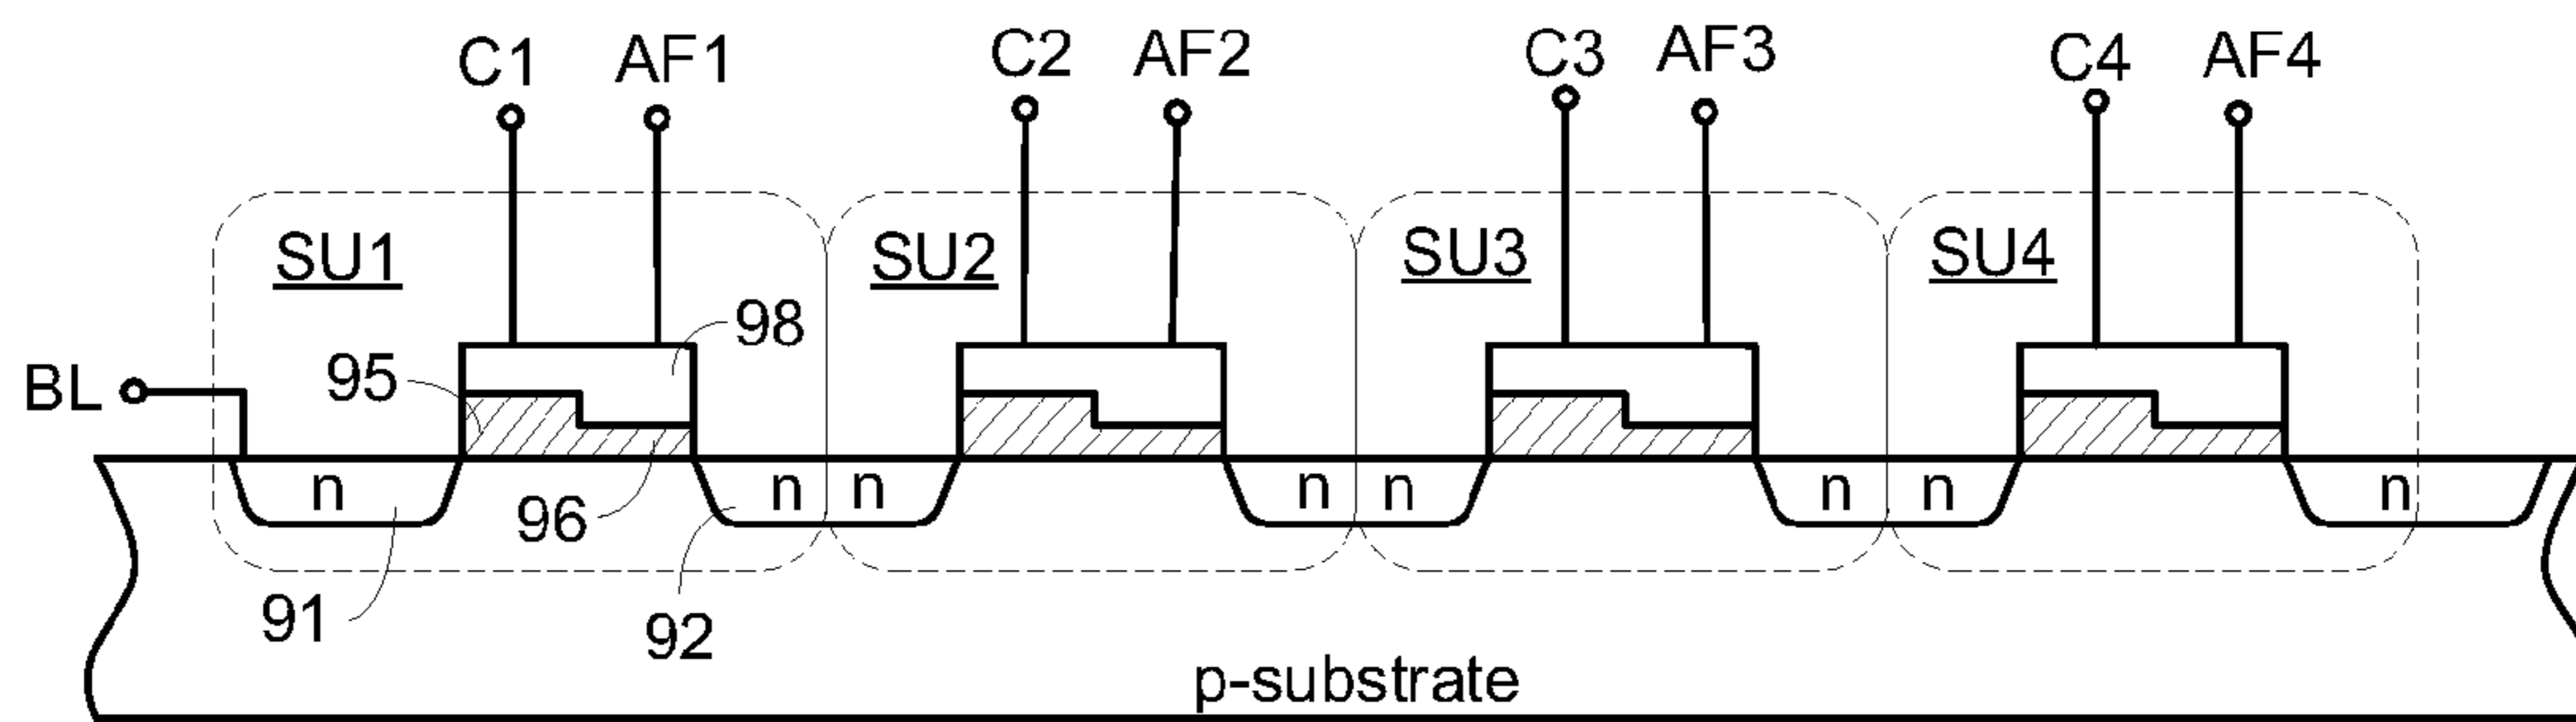 C1 AF1 C2 AF2 C3 AF3 C4 AF4
SU1 SU2 SU3 SU4
98
95
BL
n n n n n n n n
96
91 92
p-substrate